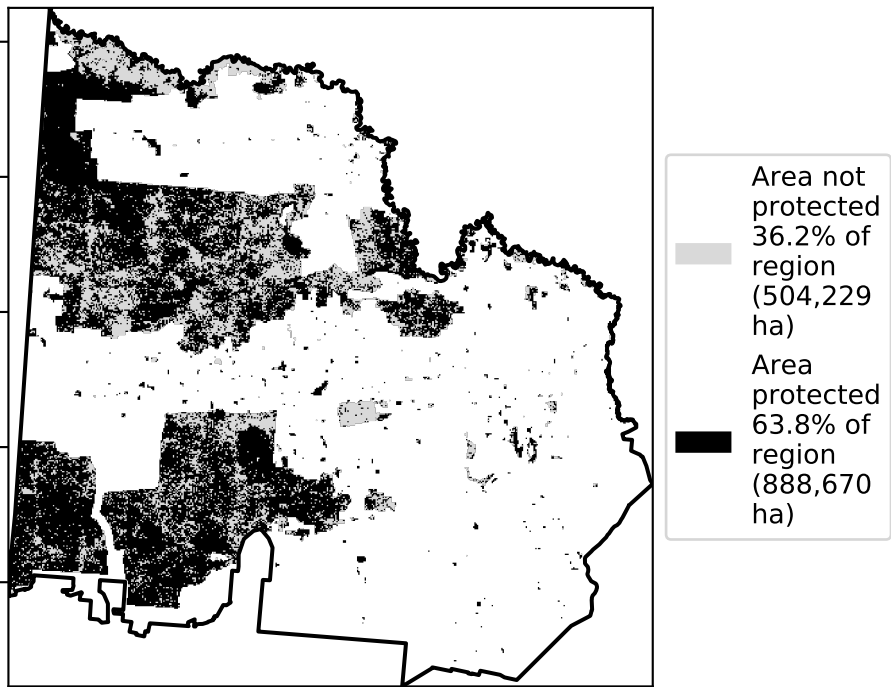 Area not
protected
36.2% of
region
(504,229
ha)
Area
protected
63.8% of
region
(888,670
ha)